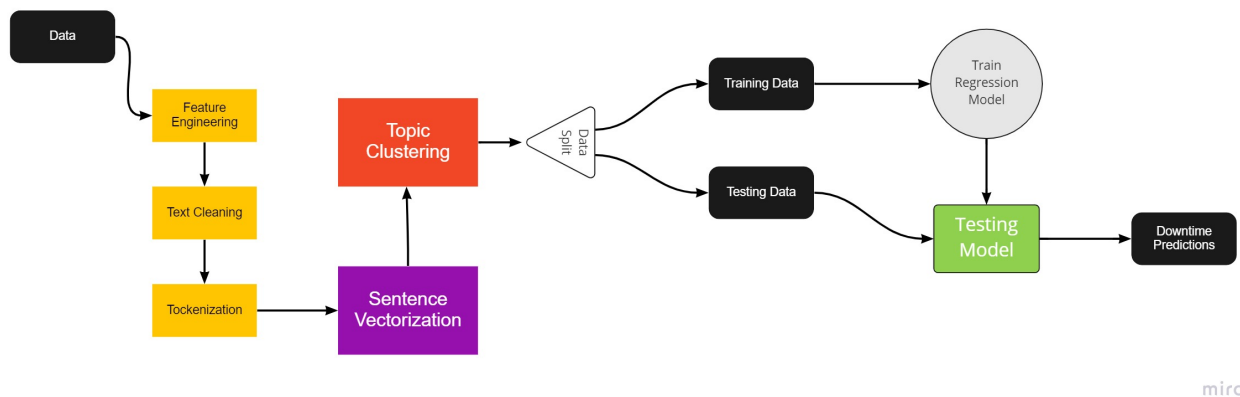 Data
Feature
Engineering
Text Cleaning
Tockenization
Sentence
Vectorization
Topic
Clustering
Data
Split
Training Data
Testing Data
Train
Regression
Model
Testing
Model
Downtime
Predictions
miro